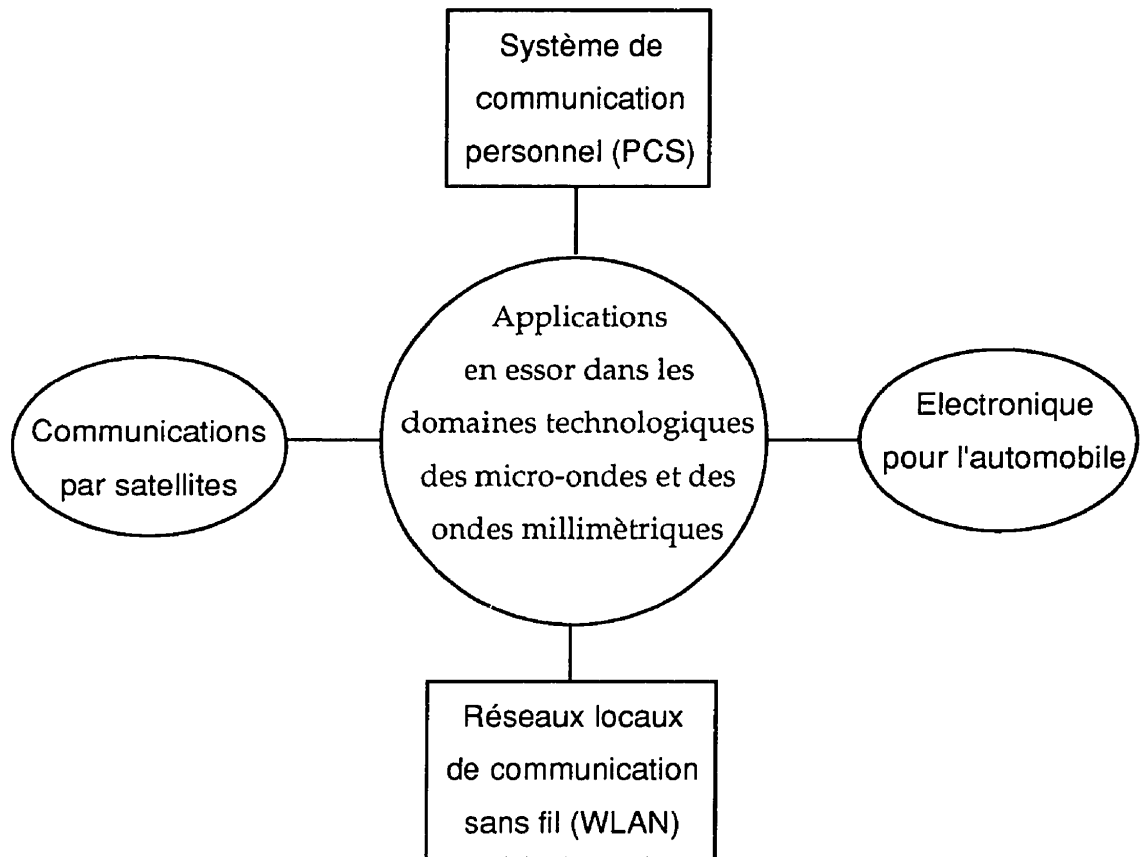 Système de
communication
personnel (PCS)
Applications
en essor dans les
domaines technologiques
des micro-ondes et des
ondes millimètriques
Communications
par satellites
Electronique
pour l'automobile
Réseaux locaux
de communication
sans fil (WLAN)